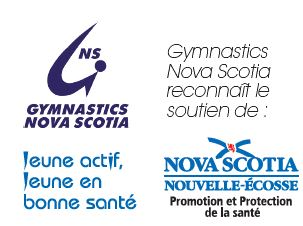 NS
GYMNASTICS
NOVA SCOTIA
Gymnastics
Nova Scotia
reconnaît le
soutien de :
Jeune actif,
Jeune en
bonne santé
NOVA SCOTIA
NOUVELLE-ÉCOSSE
Promotion et Protection
de la santé